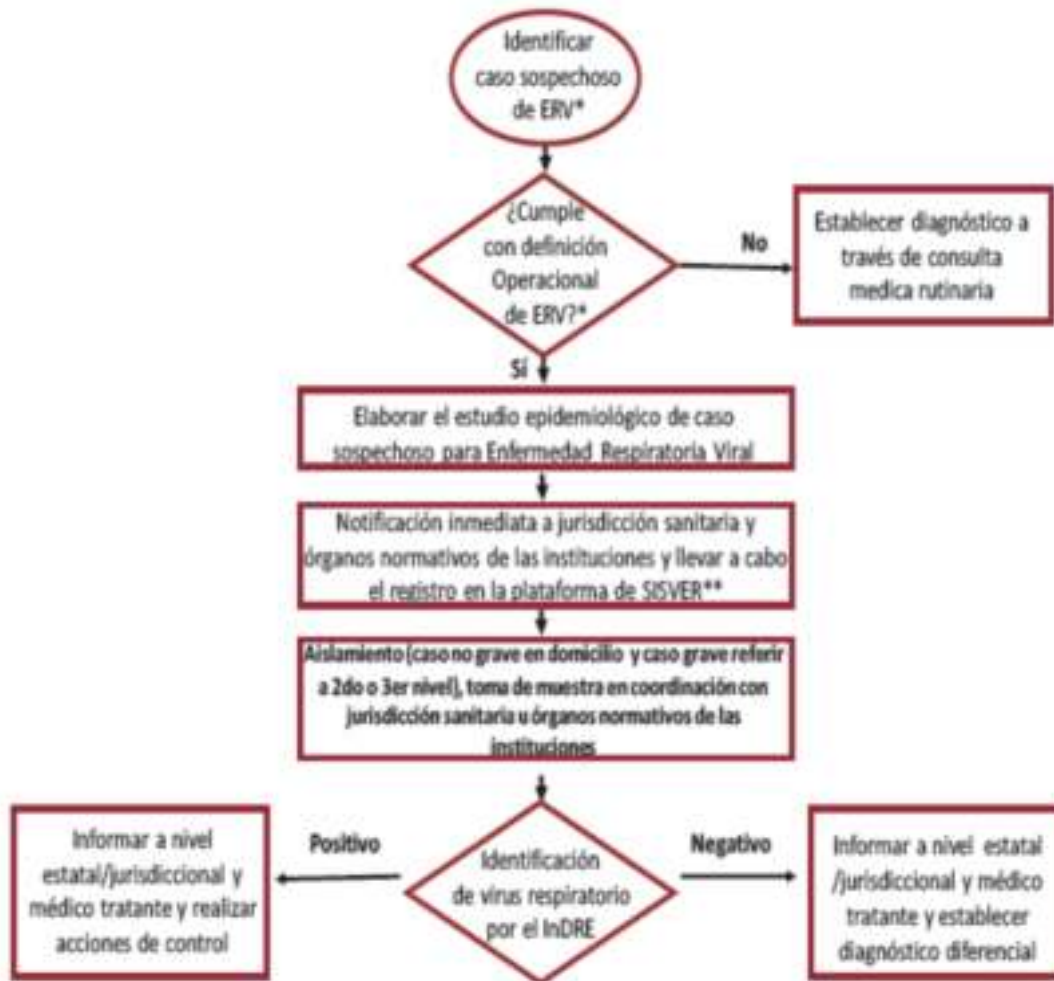 Identificar
caso sospechoso
de ERV*
¿Cumple
con definición
Operacional
de ERV?*
No
Establecer diagnóstico a
través de consulta
medica rutinaria
Sí
Elaborar el estudio epidemiológico de caso
sospechoso para Enfermedad Respiratoria Viral
Notificación inmediata a jurisdicción sanitaria y
órganos normativos de las instituciones y llevar a cabo
el registro en la plataforma de SISVER**
Aislamiento (caso no grave en domicilio y caso grave referir
a 2do o 3er nivel), toma de muestra en coordinación con
jurisdicción sanitaria u órganos normativos de las
instituciones
Positivo
Identificación
de virus respiratorio
por el InDRE
Negativo
Informar a nivel
estatal/jurisdiccional y
médico tratante y realizar
acciones de control
Informar a nivel estatal
/jurisdiccional y médico
tratante y establecer
diagnóstico diferencial